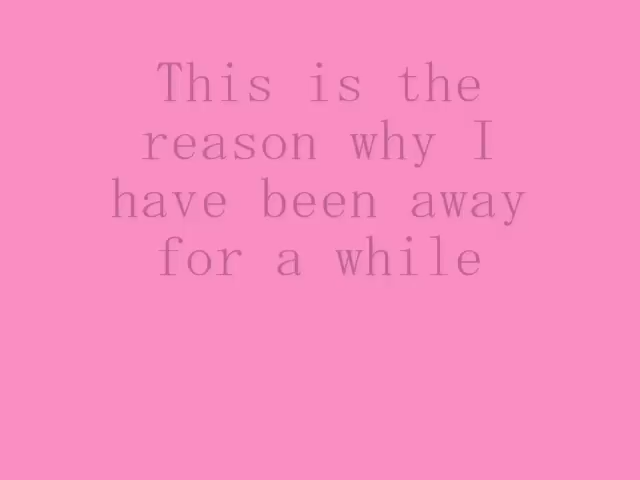 This is the
reason why I
have been away
for a while